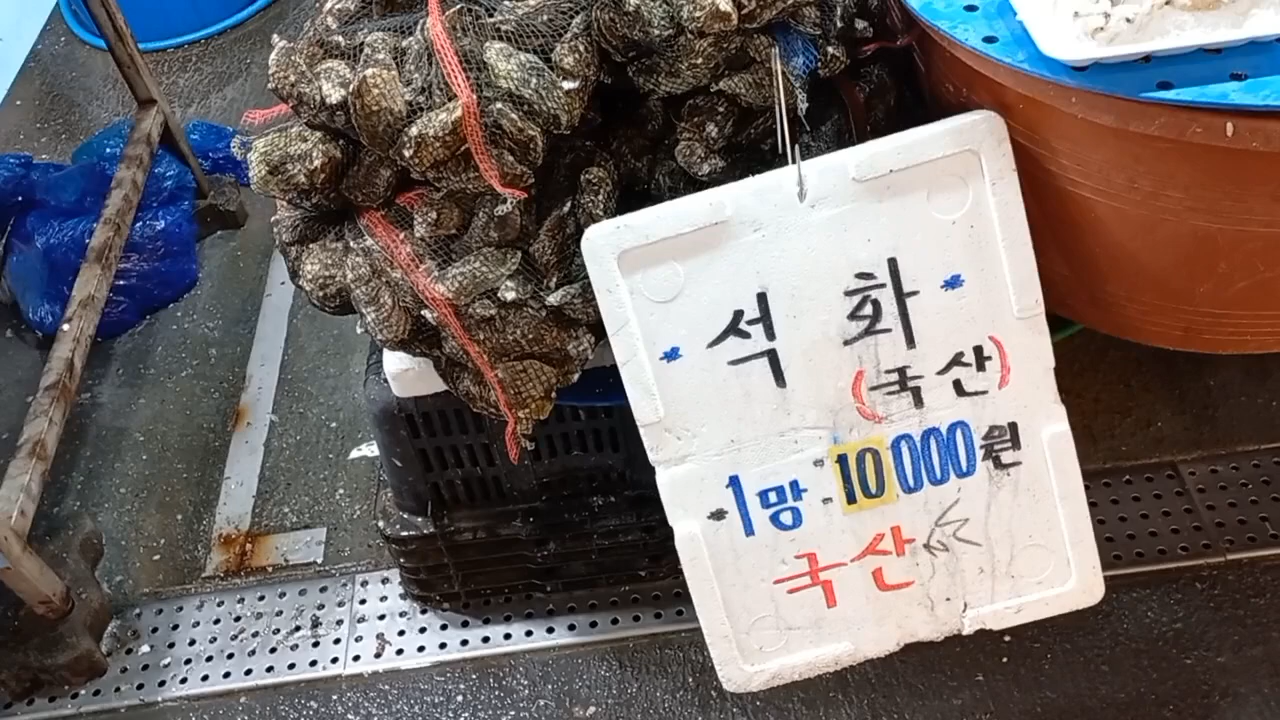 * 석 화 *
(국산)
* 1망 : 10000원
국산